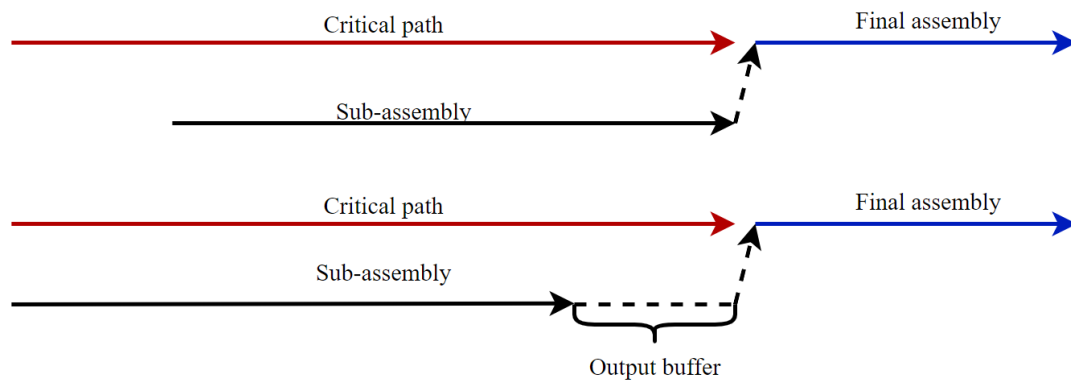 Critical path
Final assembly
Sub-assembly
Critical path
Final assembly
Sub-assembly
Output buffer